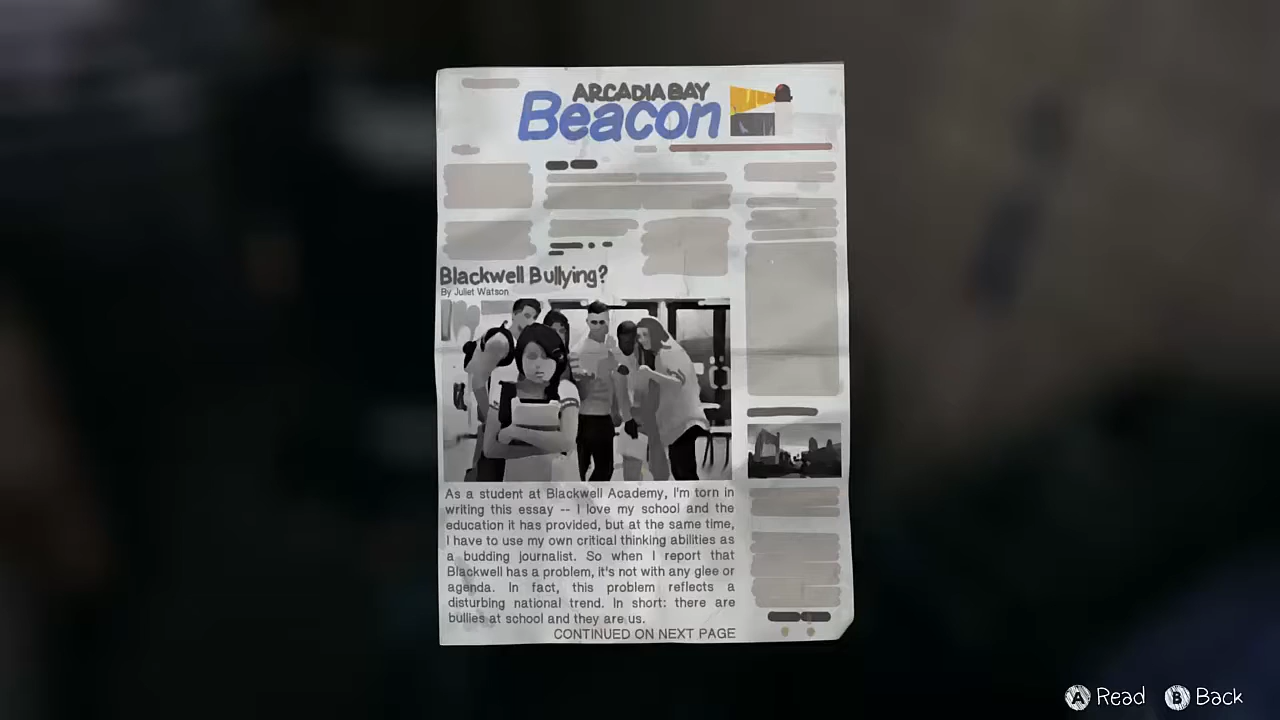 ARCADIA BAY
Beacon
Blackwell Bullying?
By Juliet Watson
As a student at Blackwell Academy, I'm torn in
writing this essay -- I love my school and the
education it has provided, but at the same time,
I have to use my own critical thinking abilities as
a budding journalist. So when I report that
Blackwell has a problem, it's not with any glee or
agenda. In fact, this problem reflects a
disturbing national trend. In short: there are
bullies at school and they are us.
CONTINUED ON NEXT PAGE
A Read B Back